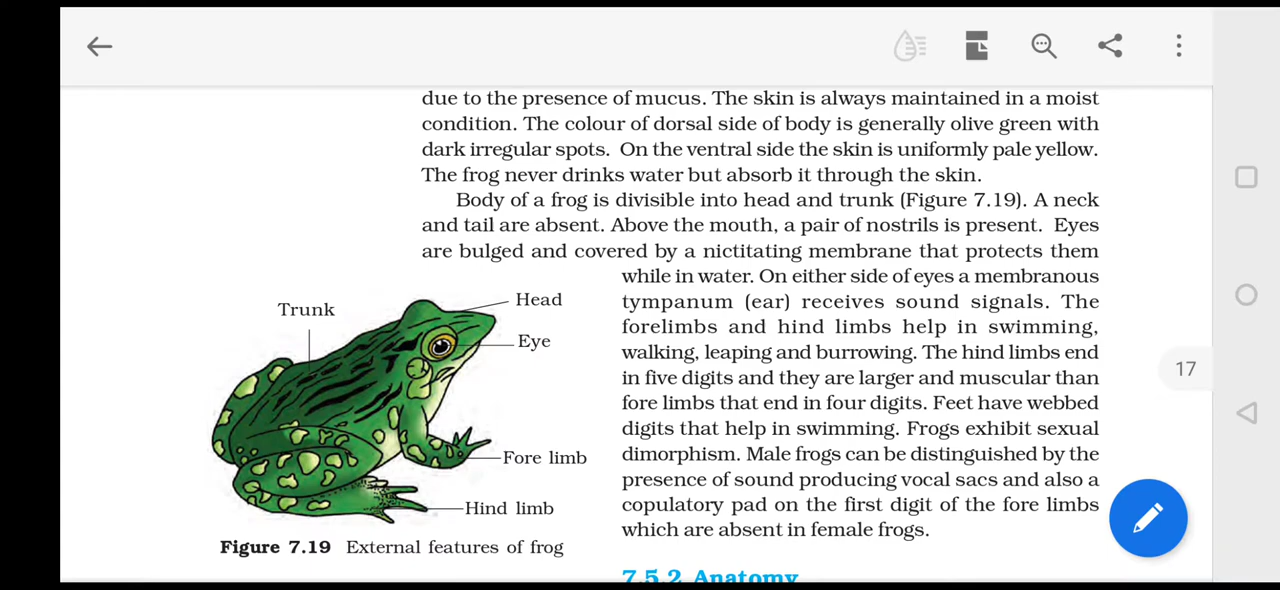 due to the presence of mucus. The skin is always maintained in a moist
condition. The colour of dorsal side of body is generally olive green with
dark irregular spots. On the ventral side the skin is uniformly pale yellow.
The frog never drinks water but absorb it through the skin.
Body of a frog is divisible into head and trunk (Figure 7.19). A neck
and tail are absent. Above the mouth, a pair of nostrils is present. Eyes
are bulged and covered by a nictitating membrane that protects them
while in water. On either side of eyes a membranous
tympanum (ear) receives sound signals. The
forelimbs and hind limbs help in swimming,
walking, leaping and burrowing. The hind limbs end
in five digits and they are larger and muscular than
fore limbs that end in four digits. Feet have webbed
digits that help in swimming. Frogs exhibit sexual
dimorphism. Male frogs can be distinguished by the
presence of sound producing vocal sacs and also a
copulatory pad on the first digit of the fore limbs
which are absent in female frogs.
Trunk
Head
Eye
Fore limb
Hind limb
Figure 7.19 External features of frog
7.5.2 Anatomy
17